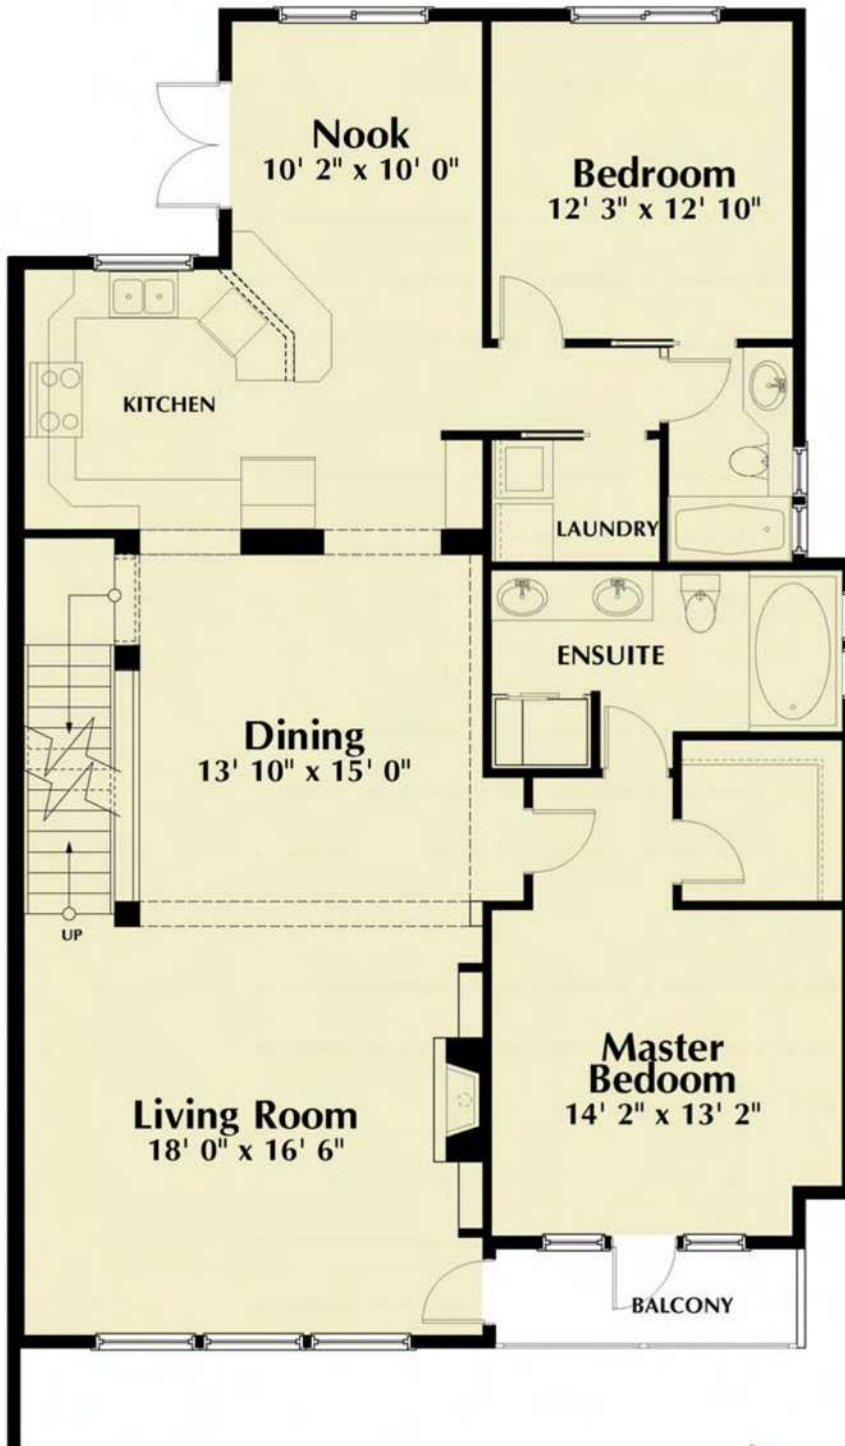 Nook
10' 2" x 10' 0"
Bedroom
12' 3" x 12' 10"
KITCHEN
LAUNDRY
ENSUITE
Dining
13' 10" x 15' 0"
UP
Master
Bedoom
14' 2" x 13' 2"
Living Room
18' 0" x 16' 6"
BALCONY